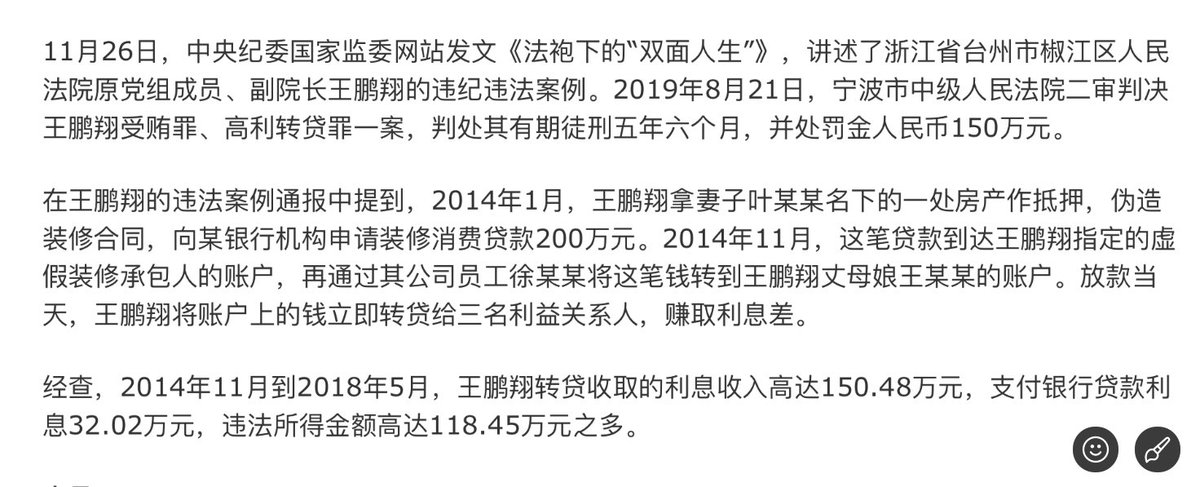 11月26日，中央纪委国家监委网站发文《法袍下的“双面人生”》，讲述了浙江省台州市椒江区人民
法院原党组成员、副院长王鹏翔的违纪违法案例。2019年8月21日，宁波市中级人民法院二审判决
王鹏翔受贿罪、高利转贷罪一案，判处其有期徒刑五年六个月，并处罚金人民币150万元。
在王鹏翔的违法案例通报中提到，2014年1月，王鹏翔拿妻子叶某某名下的一处房产作抵押，伪造
装修合同，向某银行机构申请装修消费贷款200万元。2014年11月，这笔贷款到达王鹏翔指定的虚
假装修承包人的账户，再通过其公司员工徐某某将这笔钱转到王鹏翔丈母娘王某某的账户。放款当
天，王鹏翔将账户上的钱立即转贷给三名利益关系人，赚取利息差。
经查，2014年11月到2018年5月，王鹏翔转贷收取的利息收入高达150.48万元，支付银行贷款利
息32.02万元，违法所得金额高达118.45万元之多。